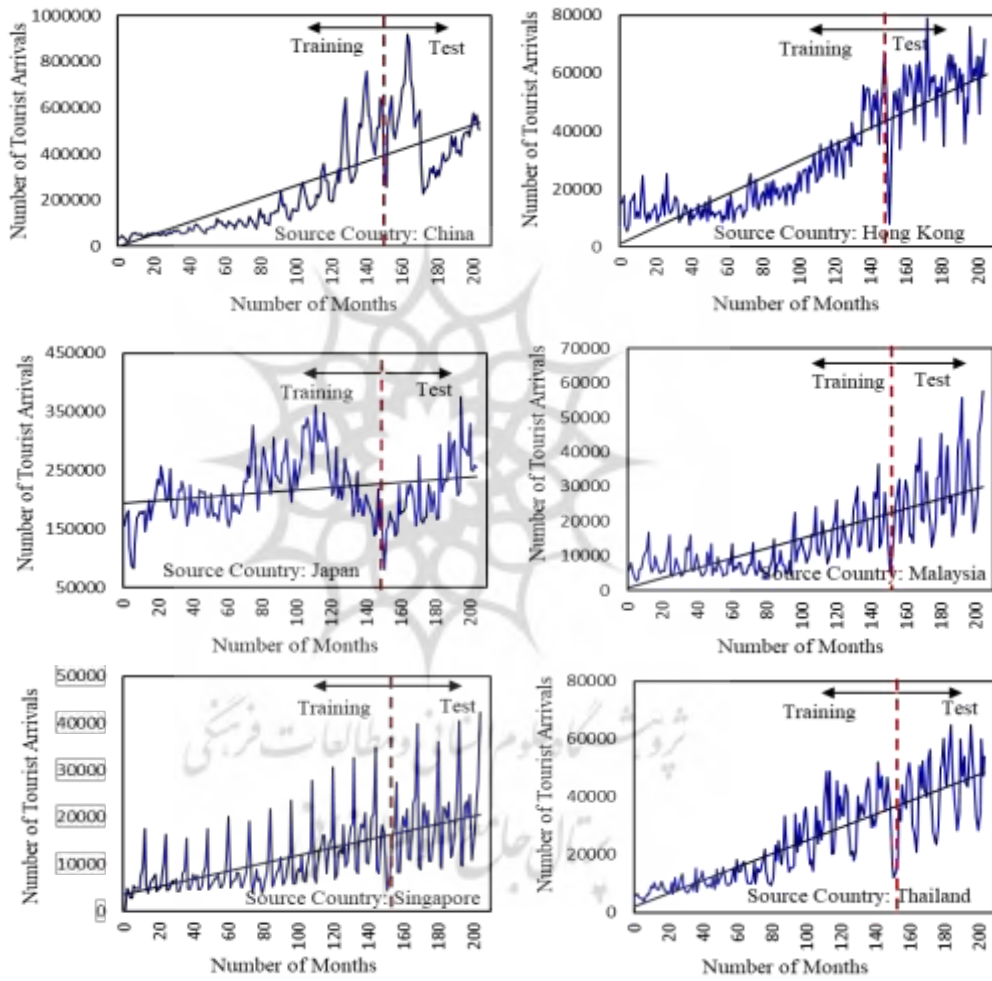 Number of Tourist Arrivals
1000000
800000
600000
400000
200000
0
Training
Test
Source Country: China
0 20 40 60 80 100 120 140 160 180 200
Number of Months
Number of Tourist Arrivals
80000
60000
40000
20000
0
Training
Test
Source Country: Hong Kong
0 20 40 60 80 100 120 140 160 180 200
Number of Months
Number of Tourist Arrivals
450000
350000
250000
150000
50000
Training
Test
Source Country: Japan
0 20 40 60 80 100 120 140 160 180 200
Number of Months
Number of Tourist Arrivals
70000
60000
50000
40000
30000
20000
10000
0
Training
Test
Source Country: Malaysia
0 20 40 60 80 100 120 140 160 180 200
Number of Months
Number of Tourist Arrivals
50000
40000
30000
20000
10000
0
Training
Test
Source Country: Singapore
0 20 40 60 80 100 120 140 160 180 200
Number of Months
Number of Tourist Arrivals
80000
60000
40000
20000
0
Training
Test
Source Country: Thailand
0 20 40 60 80 100 120 140 160 180 200
Number of Months
پژوهشگاه علوم انسانی و مطالعات فرهنگی
پرتال جامع علوم انسانی